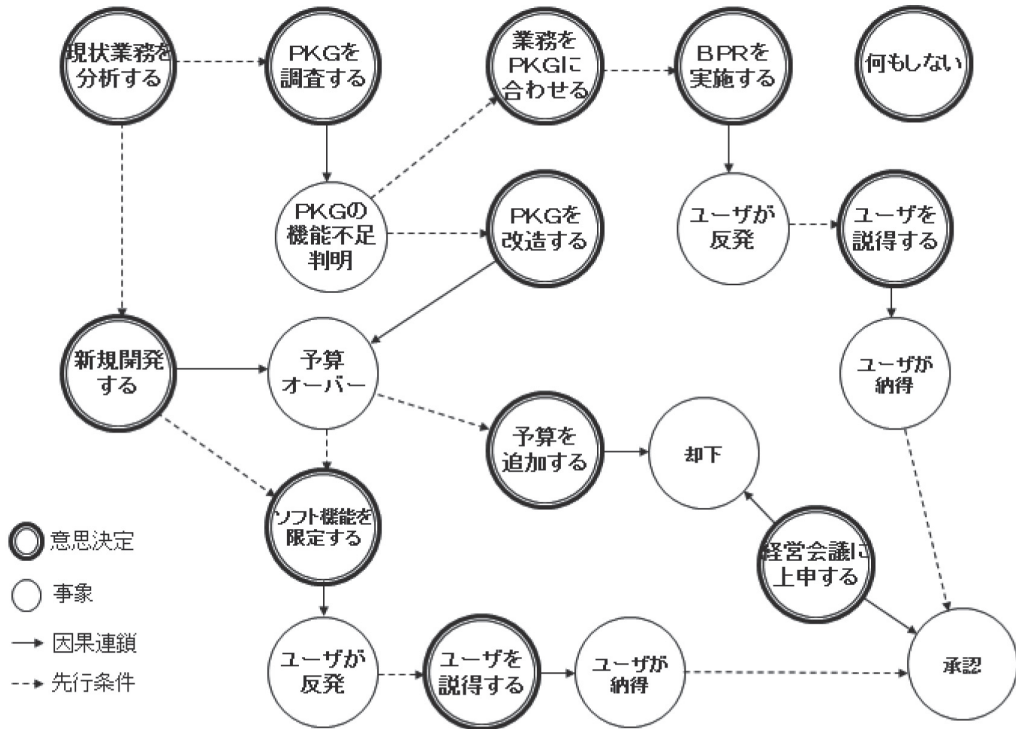 現状業務を
分析する
PKGを
調査する
業務を
PKGに
合わせる
BPRを
実施する
何もしない
PKGの
機能不足
判明
PKGを
改造する
ユーザが
反発
ユーザを
説得する
新規開発
する
予算
オーバー
ユーザが
納得
予算を
追加する
却下
ソフト機能を
限定する
経営会議に
上申する
意思決定
事象
因果連鎖
先行条件
ユーザが
反発
ユーザを
説得する
ユーザが
納得
承認